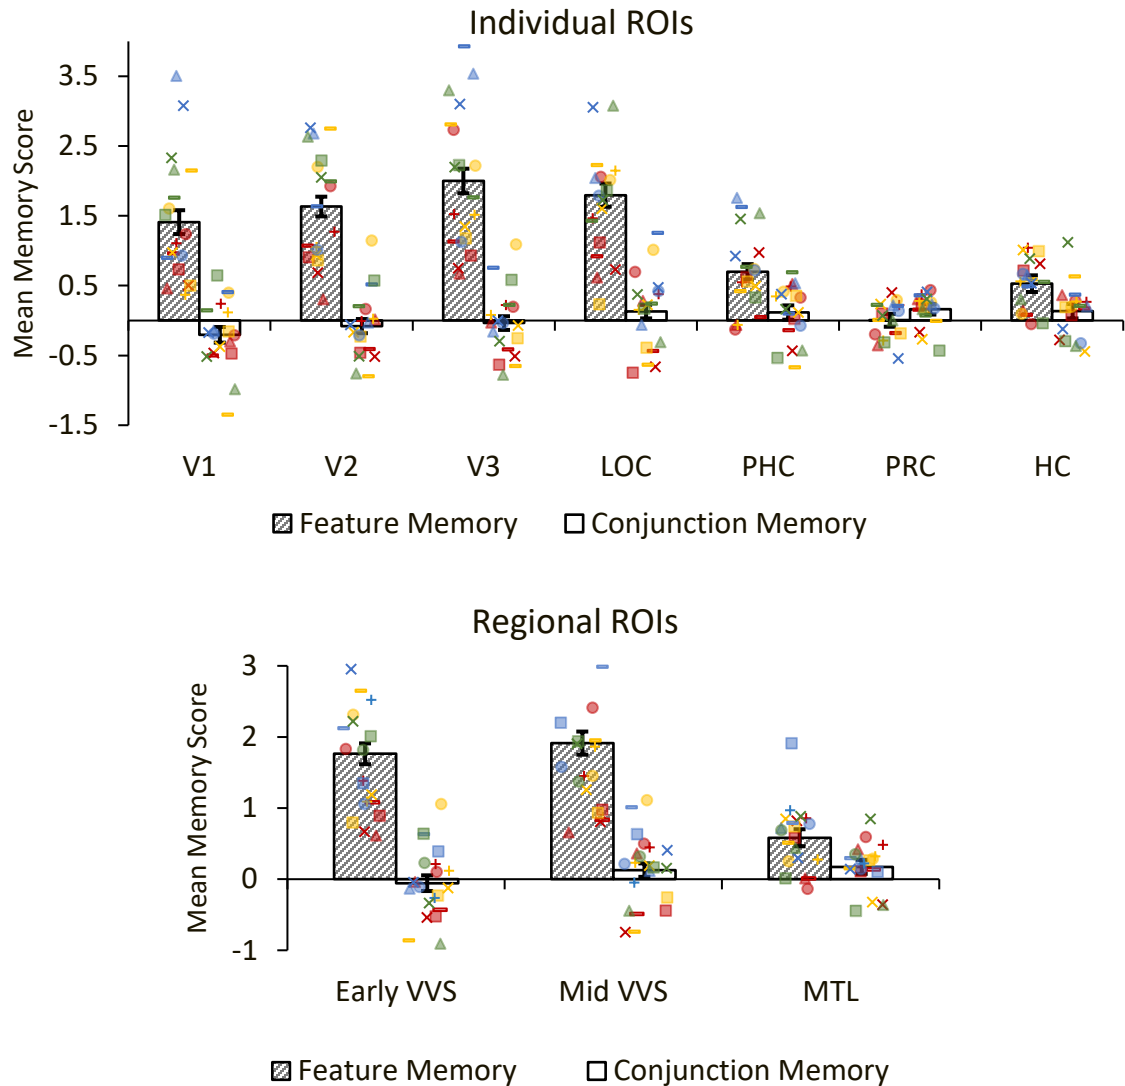 Individual ROIs
Mean Memory Score
3.5
2.5
1.5
0.5
-0.5
-1.5
V1 V2 V3 LOC PHC PRC HC
Feature Memory Conjunction Memory
Regional ROIs
Mean Memory Score
3
2
1
0
-1
Early VVS Mid VVS MTL
Feature Memory Conjunction Memory